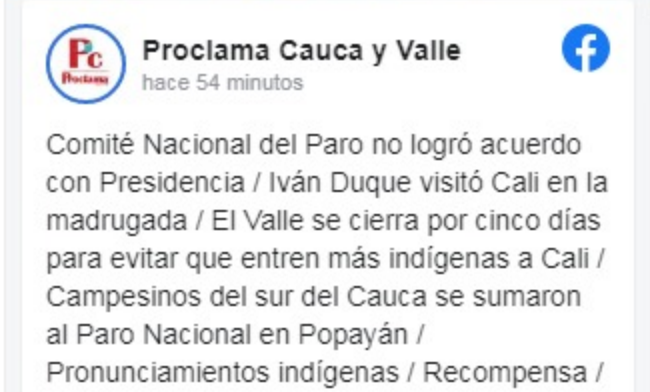 Pc
Proclama
Proclama Cauca y Valle
hace 54 minutos
Comité Nacional del Paro no logró acuerdo
con Presidencia / Iván Duque visitó Cali en la
madrugada / El Valle se cierra por cinco días
para evitar que entren más indígenas a Cali /
Campesinos del sur del Cauca se sumaron
al Paro Nacional en Popayán /
Pronunciamientos indígenas / Recompensa /